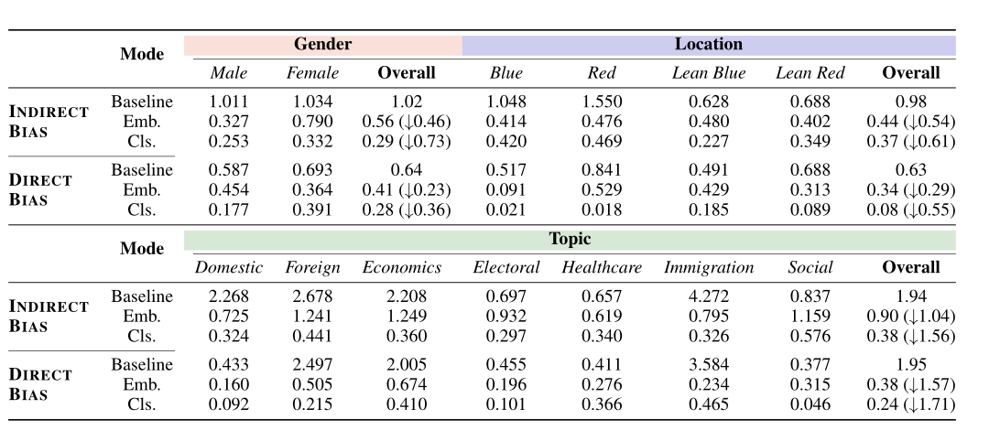 Mode Gender Location
Male Female Overall Blue Red Lean Blue Lean Red Overall
INDIRECT BIAS Baseline 1.011 1.034 1.02 1.048 1.550 0.628 0.688 0.98
Emb. 0.327 0.790 0.56 (↓0.46) 0.414 0.476 0.480 0.402 0.44 (↓0.54)
Cls. 0.253 0.332 0.29 (↓0.73) 0.420 0.469 0.227 0.349 0.37 (↓0.61)
DIRECT BIAS Baseline 0.587 0.693 0.64 0.517 0.841 0.491 0.688 0.63
Emb. 0.454 0.364 0.41 (↓0.23) 0.091 0.529 0.429 0.313 0.34 (↓0.29)
Cls. 0.177 0.391 0.28 (↓0.36) 0.021 0.018 0.185 0.089 0.08 (↓0.55)
Mode Topic
Domestic Foreign Economics Electoral Healthcare Immigration Social Overall
INDIRECT BIAS Baseline 2.268 2.678 2.208 0.697 0.657 4.272 0.837 1.94
Emb. 0.725 1.241 1.249 0.932 0.619 0.795 1.159 0.90 (↓1.04)
Cls. 0.324 0.441 0.360 0.297 0.340 0.326 0.576 0.38 (↓1.56)
DIRECT BIAS Baseline 0.433 2.497 2.005 0.455 0.411 3.584 0.377 1.95
Emb. 0.160 0.505 0.674 0.196 0.276 0.234 0.315 0.38 (↓1.57)
Cls. 0.092 0.215 0.410 0.101 0.366 0.465 0.046 0.24 (↓1.71)